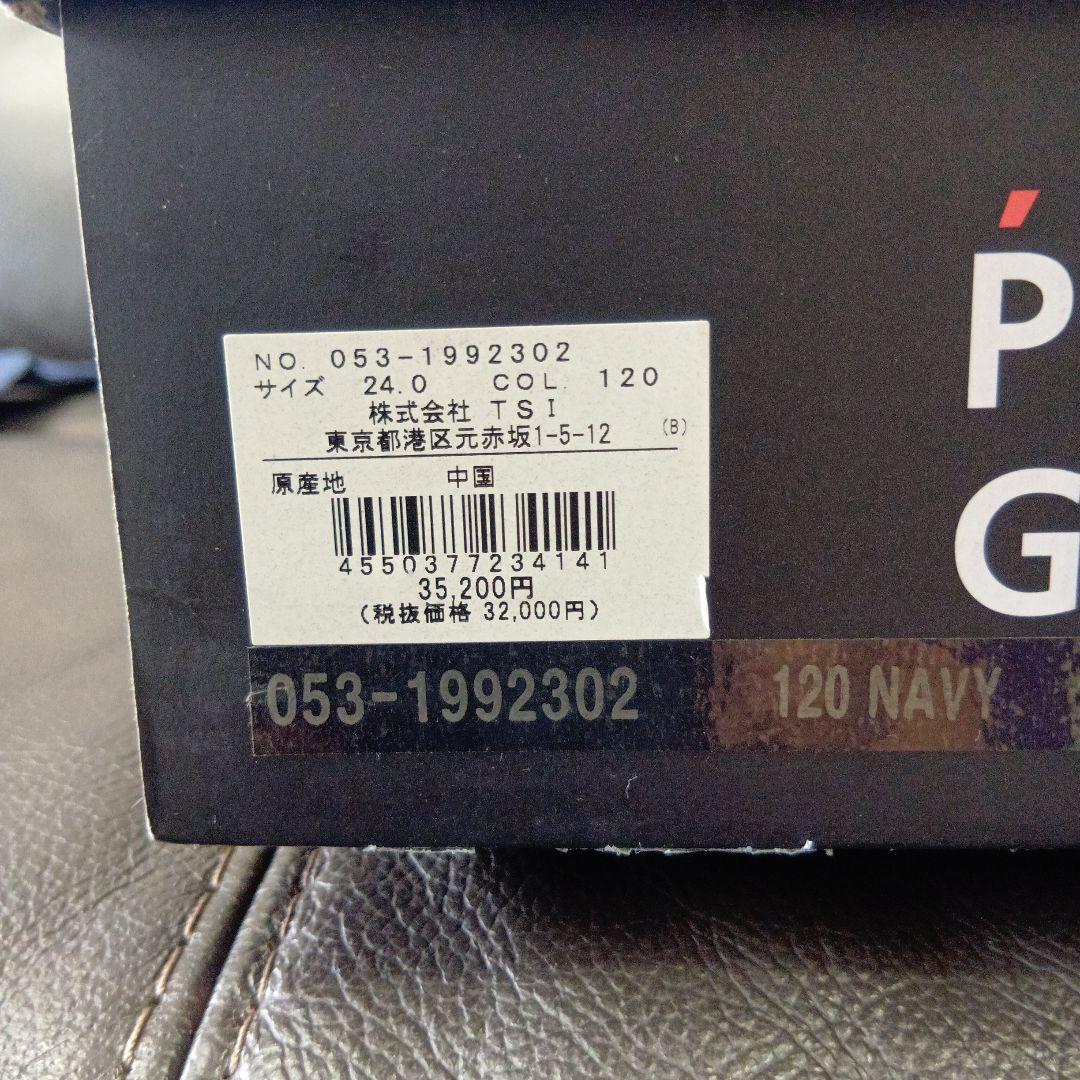 NO. 053-1992302
サイズ 24.0 COL. 120
株式会社 TSI
東京都港区元赤坂1-5-12 (B)
原産地 中国
4550377234141
35,200円
(税抜価格 32,000円)
053-1992302 120 NAVY
P
G